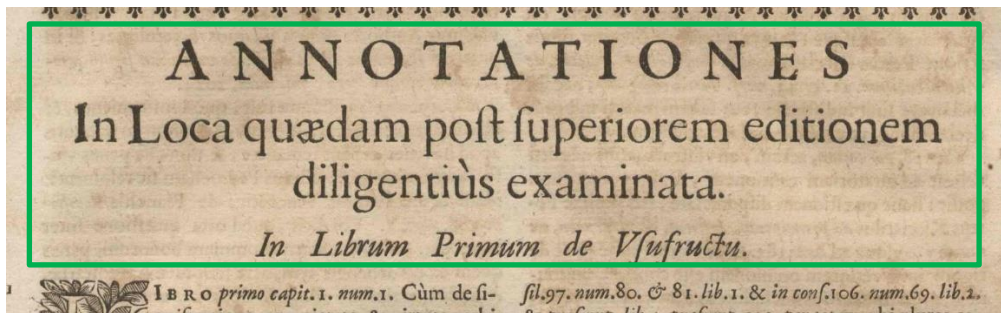 ANNOTATIONES
In Loca quædam poſt ſuperiorem editionem
diligentiùs examinata.
In Librum Primum de Vſufructu.
IBRO primo capit. 1. num. 1. Cùm de ſi-
ſil. 97. num. 80. & 81. lib. 1. & in conſ. 106. num. 69. lib. 2.